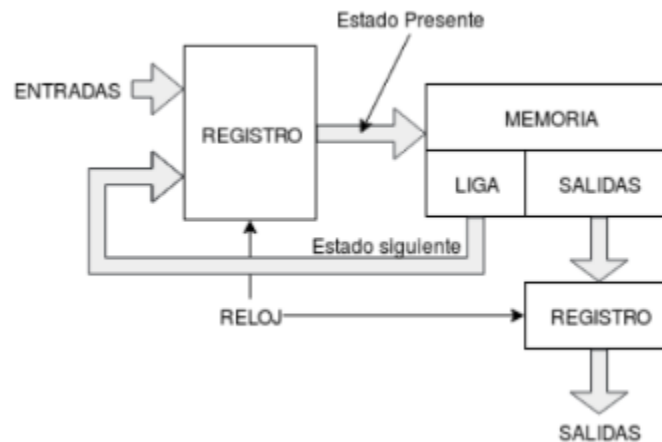 Estado Presente
ENTRADAS
REGISTRO
MEMORIA
LIGA
SALIDAS
Estado siguiente
RELOJ
REGISTRO
SALIDAS